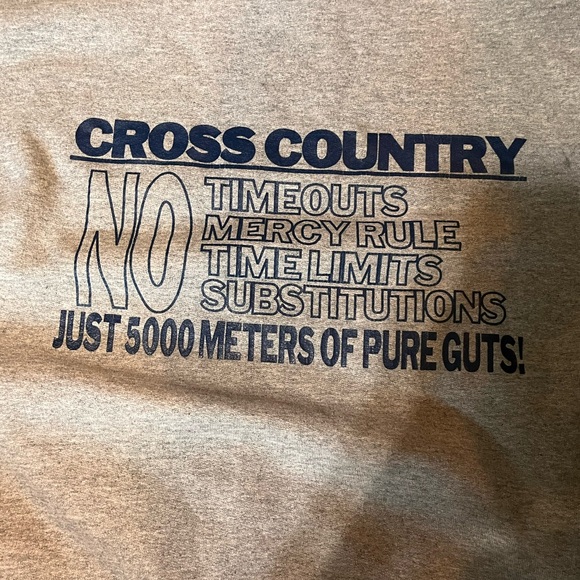 CROSS COUNTRY
NO TIMEOUTS
MERCY RULE
TIME LIMITS
SUBSTITUTIONS
JUST 5000 METERS OF PURE GUTS!